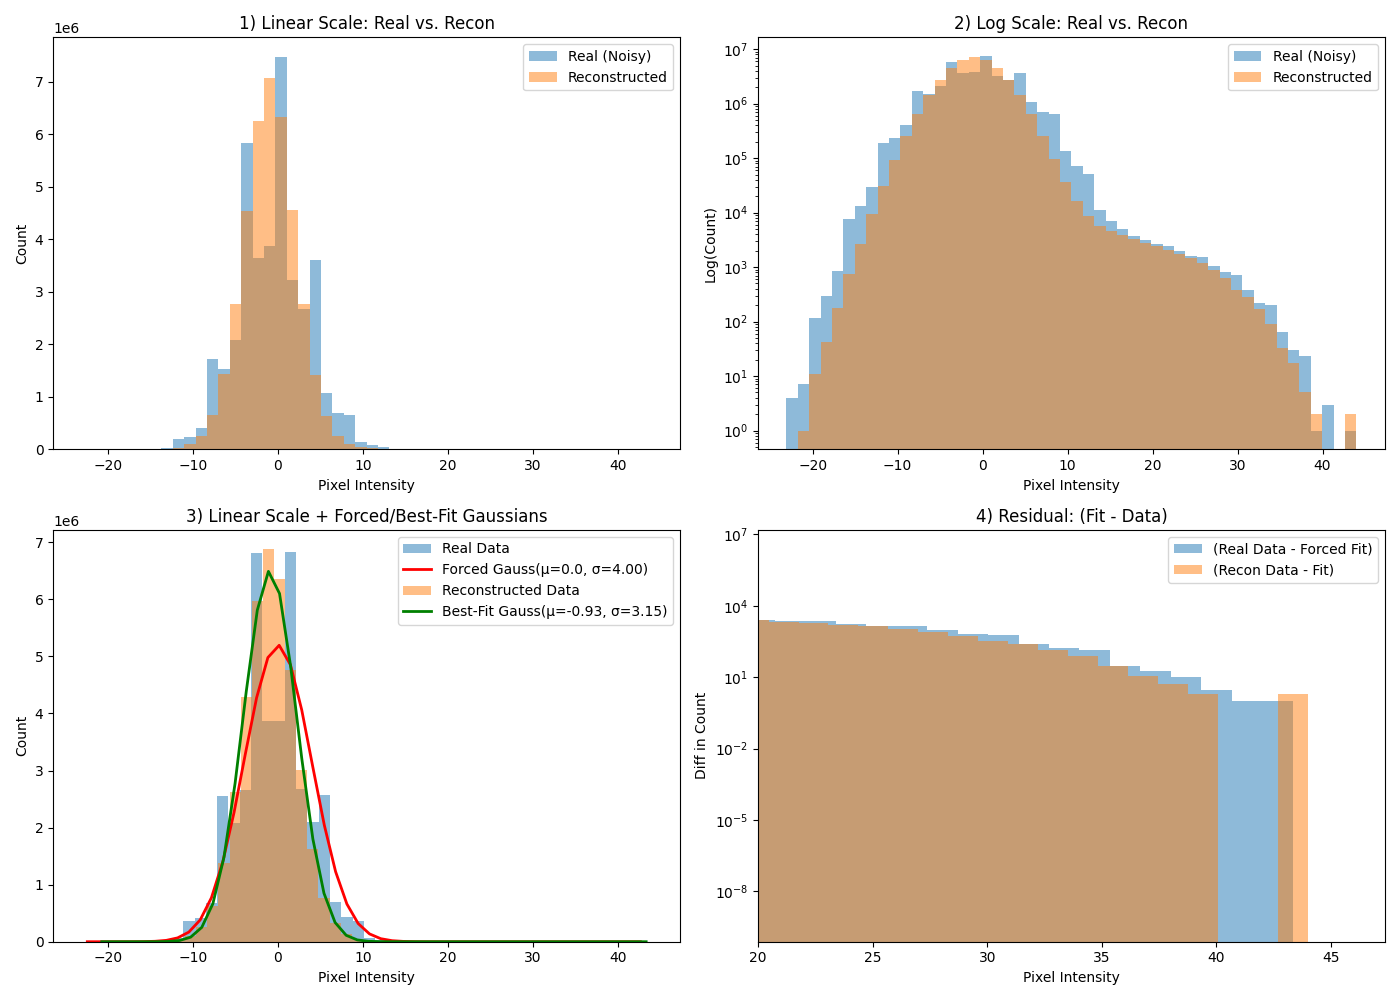 1) Linear Scale: Real vs. Recon
1e6
Real (Noisy)
Reconstructed
Count
7
6
5
4
3
2
1
0
−20 −10 0 10 20 30 40
Pixel Intensity
2) Log Scale: Real vs. Recon
Real (Noisy)
Reconstructed
Log(Count)
10^7
10^6
10^5
10^4
10^3
10^2
10^1
10^0
−20 −10 0 10 20 30 40
Pixel Intensity
3) Linear Scale + Forced/Best-Fit Gaussians
1e6
Real Data
Forced Gauss(μ=0.0, σ=4.00)
Reconstructed Data
Best-Fit Gauss(μ=-0.93, σ=3.15)
Count
7
6
5
4
3
2
1
0
−20 −10 0 10 20 30 40
Pixel Intensity
4) Residual: (Fit - Data)
(Real Data - Forced Fit)
(Recon Data - Fit)
Diff in Count
10^7
10^4
10^1
10^−2
10^−5
10^−8
20 25 30 35 40 45
Pixel Intensity